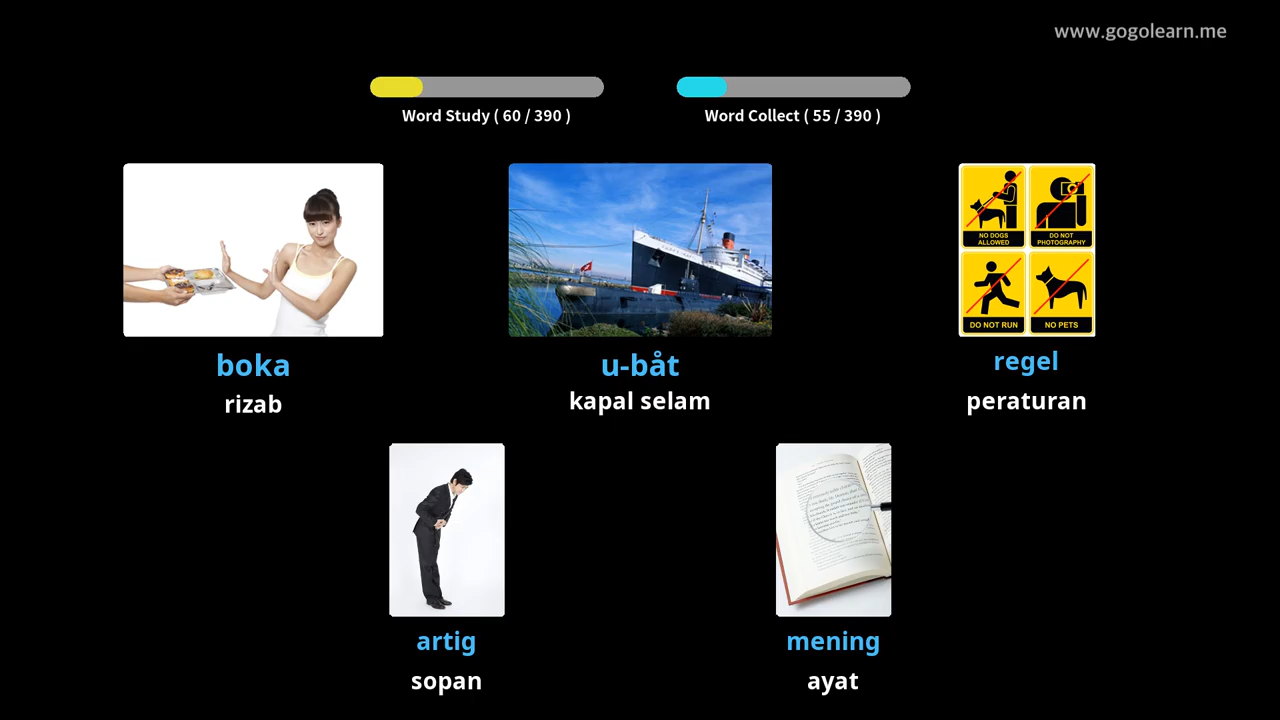 www.gogolearn.me
Word Study ( 60 / 390 )
Word Collect ( 55 / 390 )
NO DOGS
ALLOWED
DO NOT
PHOTOGRAPHY
DO NOT RUN
NO PETS
boka
rizab
u-båt
kapal selam
regel
peraturan
artig
sopan
mening
ayat